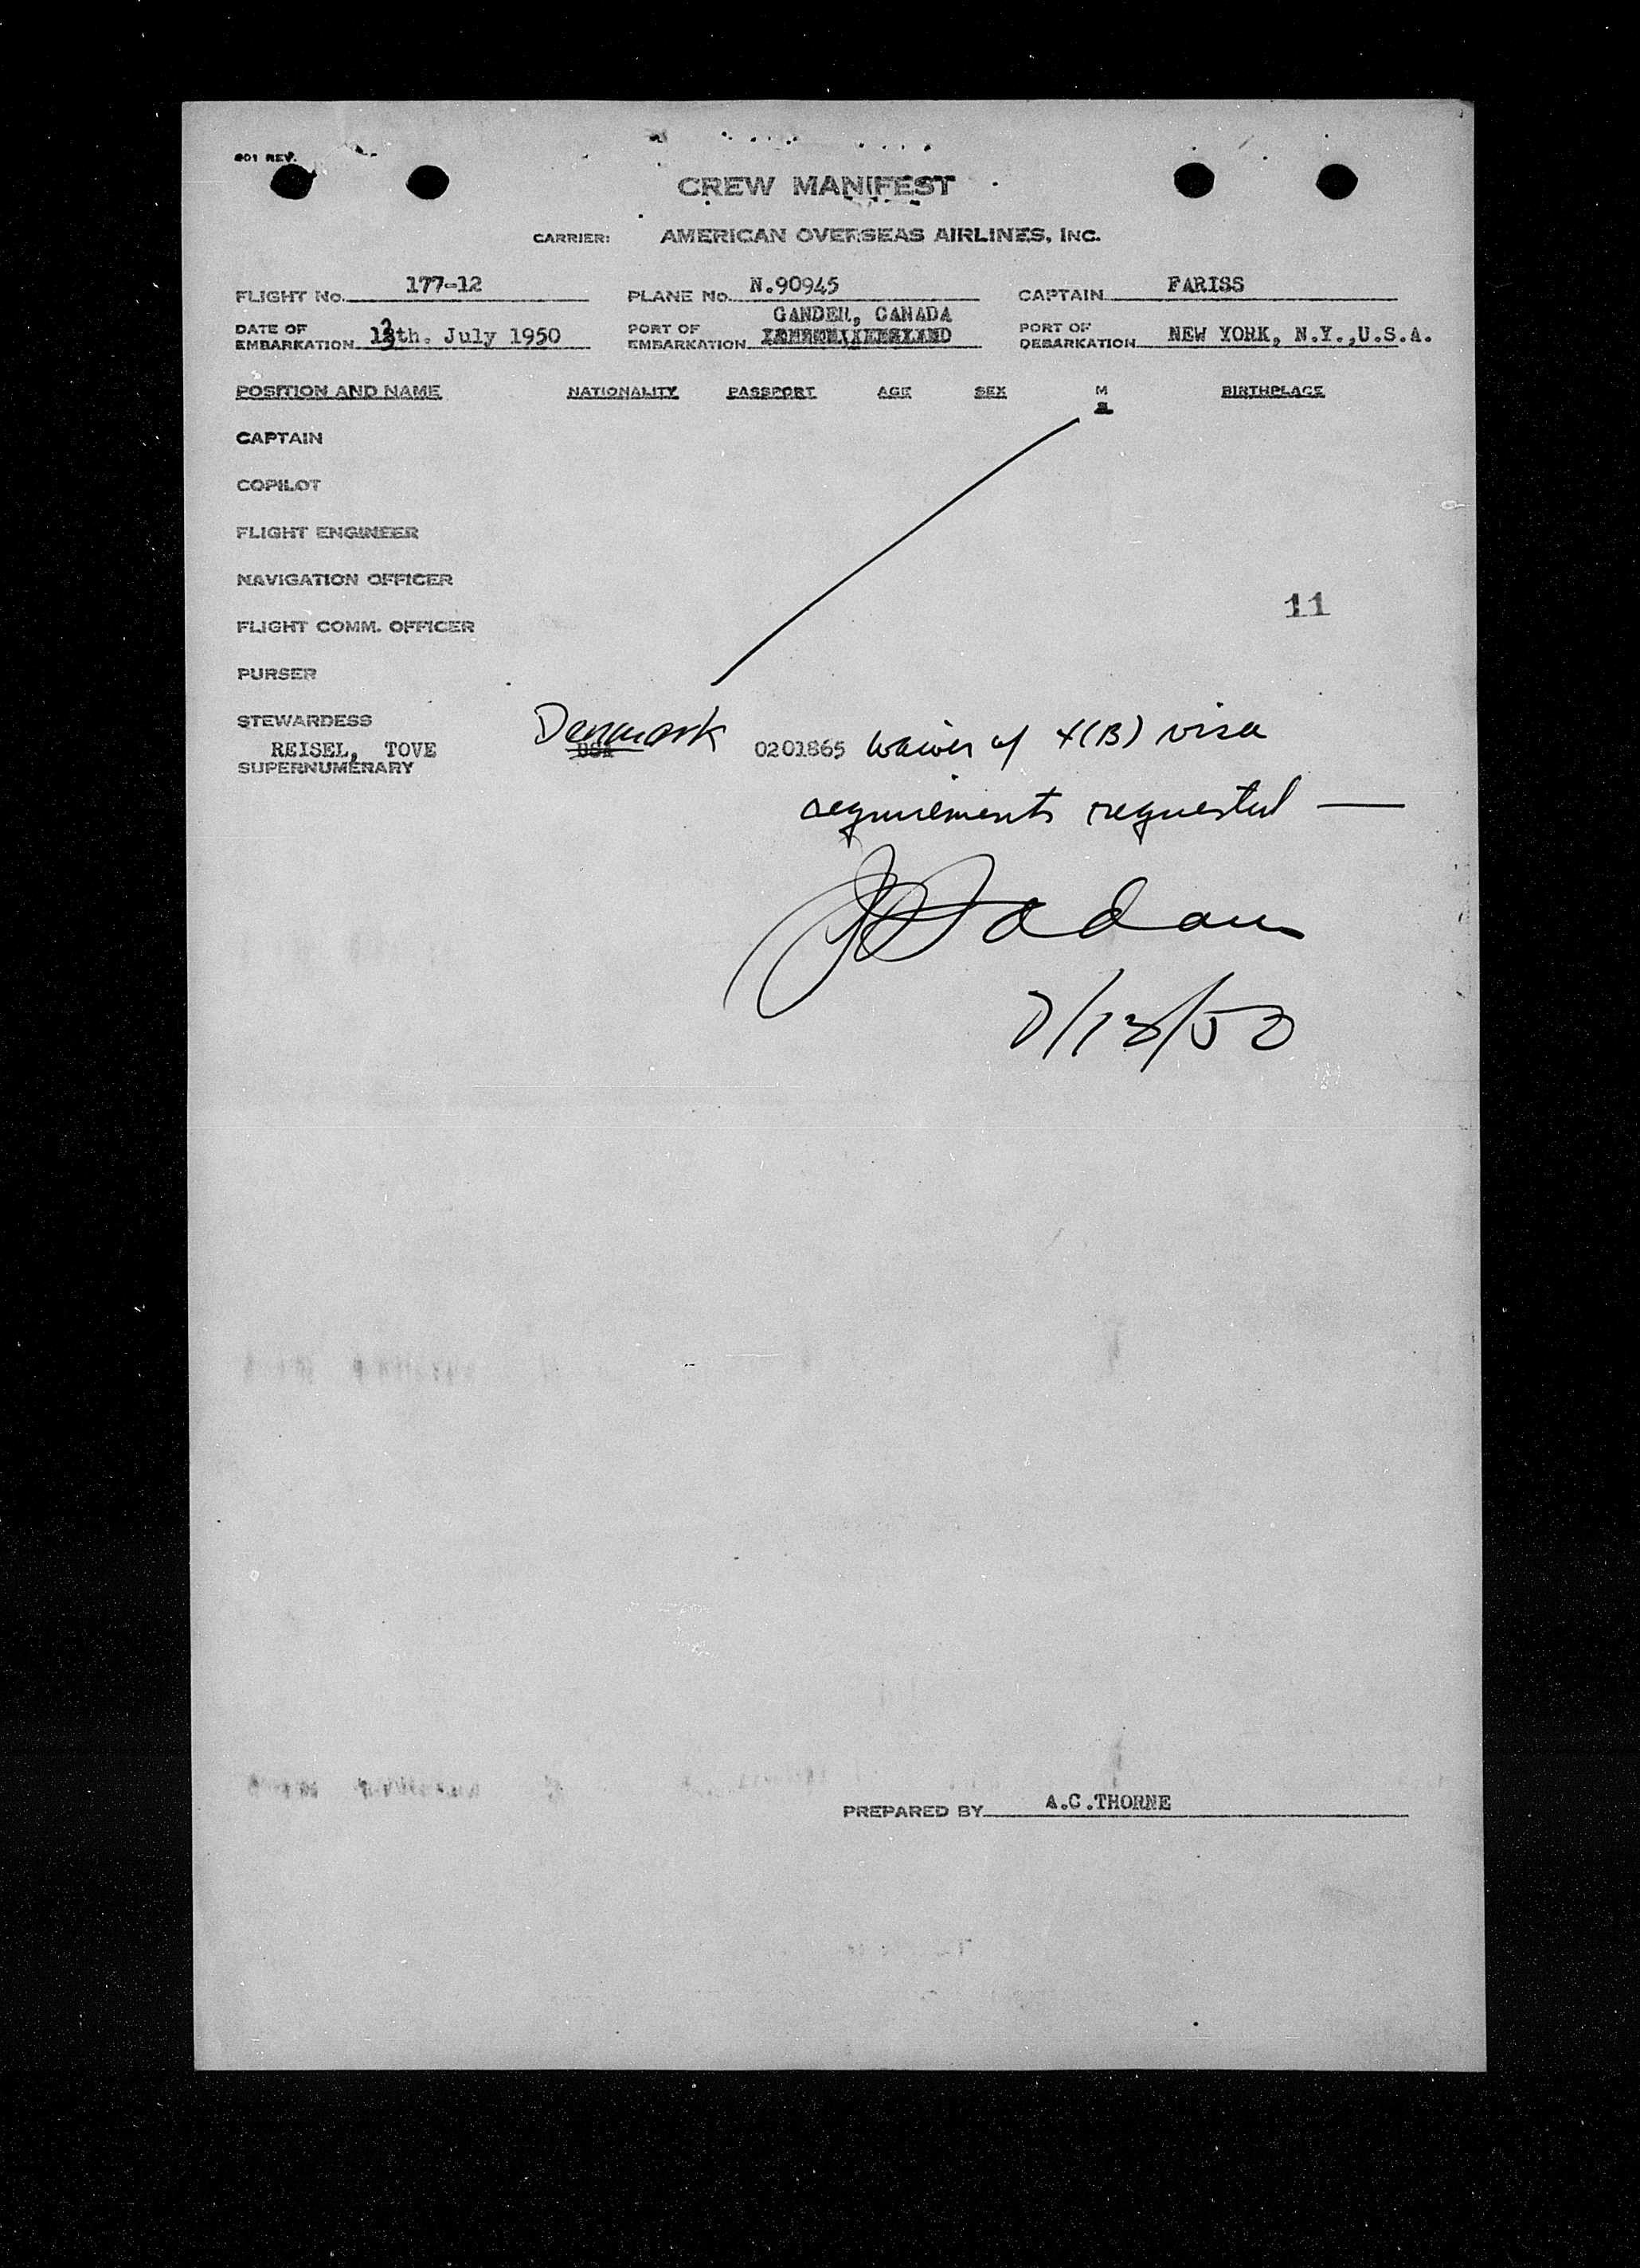 801 REV.
CREW MANIFEST
CARRIER: AMERICAN OVERSEAS AIRLINES, INC.
FLIGHT No. 177-12 PLANE No. N.90945 CAPTAIN FARISS
GANDER, CANADA
DATE OF EMBARKATION 13th. July 1950 PORT OF EMBARKATION PORT OF DEBARKATION NEW YORK, N.Y.,U.S.A.
POSITION AND NAME NATIONALITY PASSPORT AGE SEX M BIRTHPLACE
CAPTAIN
COPILOT
FLIGHT ENGINEER
NAVIGATION OFFICER
11
FLIGHT COMM. OFFICER
PURSER
STEWARDESS
REISEL, TOVE Denmark USA 0201865 waiver of 4(B) visa
SUPERNUMERARY
requirements requested —
7/13/50
PREPARED BY A.C.THORNE